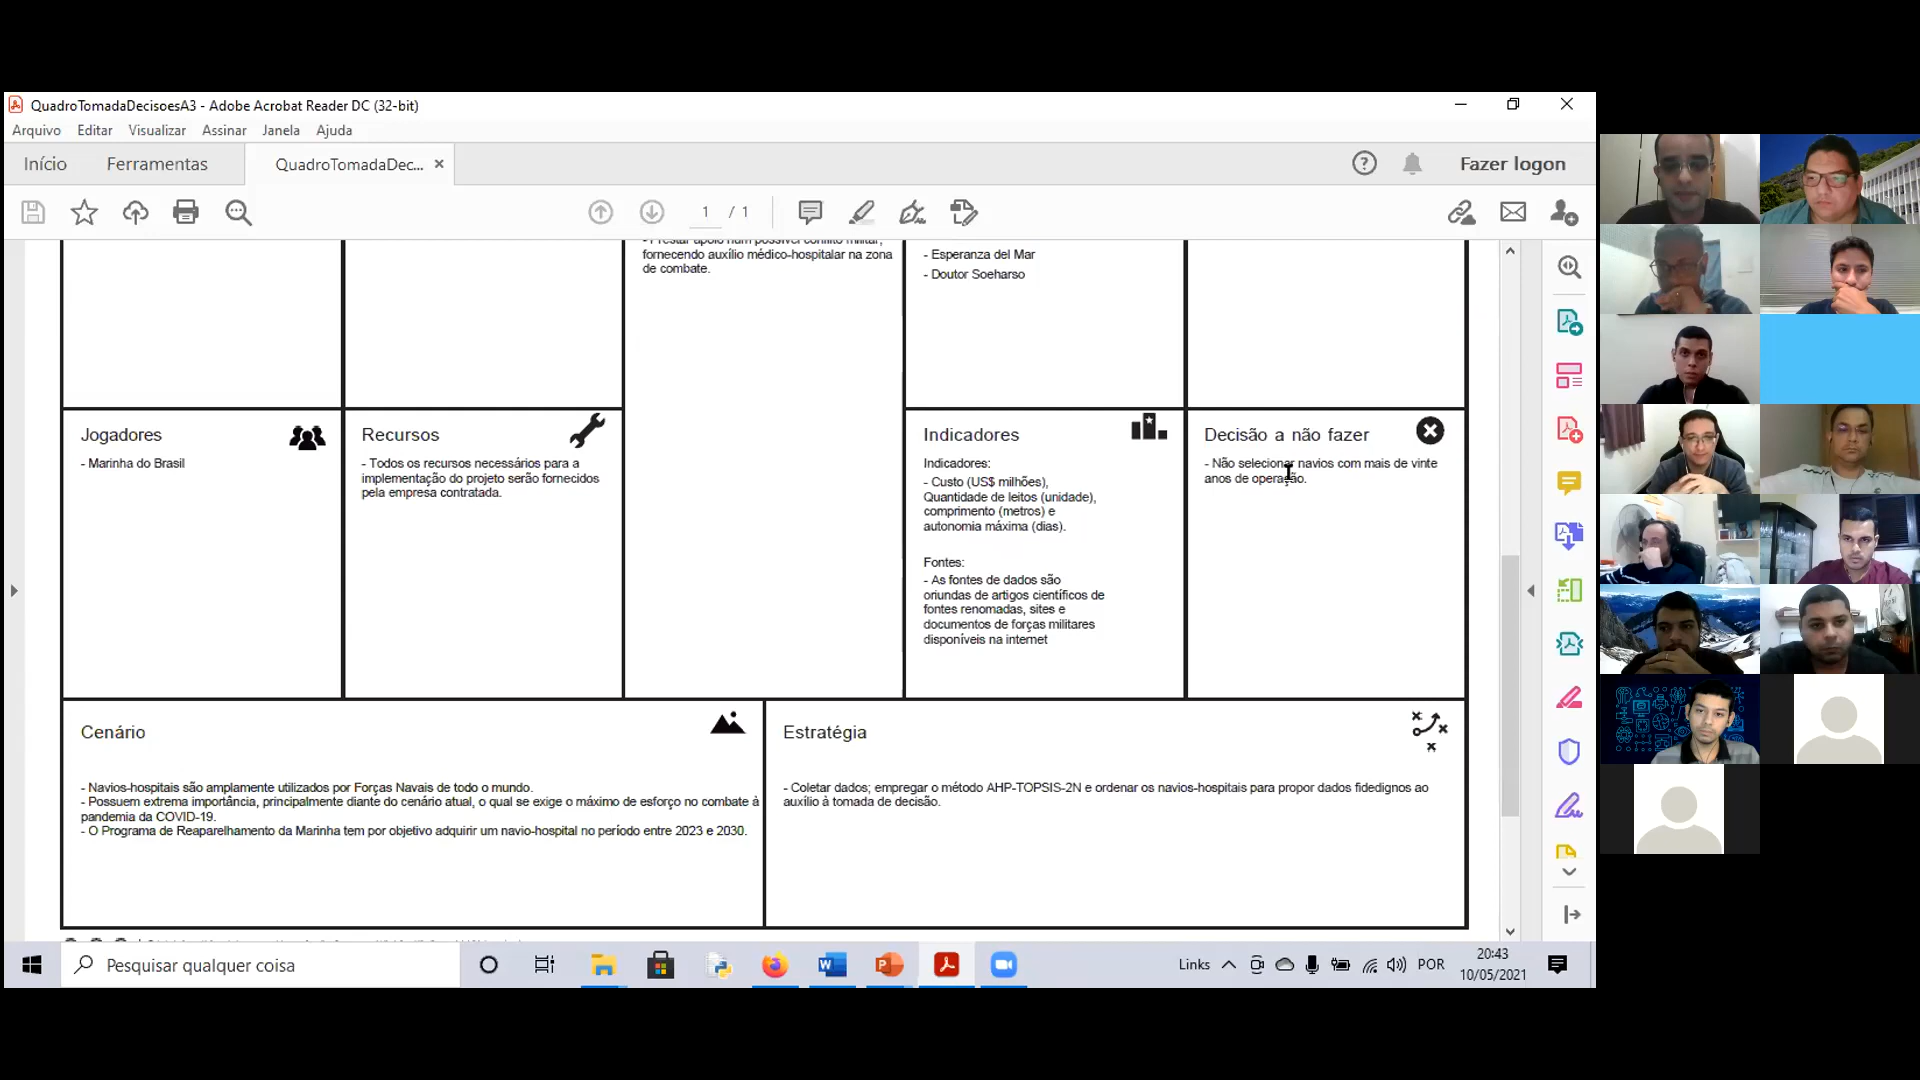 QuadroTomadaDecisoesA3 - Adobe Acrobat Reader DC (32-bit)
Arquivo Editar Visualizar Assinar Janela Ajuda
Início Ferramentas QuadroTomadaDec... × Fazer logon
1 / 1
- Prestar apoio num possível conflito militar,
fornecendo auxílio médico-hospitalar na zona
de combate.
- Esperanza del Mar
- Doutor Soeharso
Jogadores
- Marinha do Brasil
Recursos
- Todos os recursos necessários para a
implementação do projeto serão fornecidos
pela empresa contratada.
Indicadores
Indicadores:
- Custo (US$ milhões),
Quantidade de leitos (unidade),
comprimento (metros) e
autonomia máxima (dias).
Fontes:
- As fontes de dados são
oriundas de artigos científicos de
fontes renomadas, sites e
documentos de forças militares
disponíveis na internet
Decisão a não fazer
- Não selecionar navios com mais de vinte
anos de operação.
Cenário
- Navios-hospitais são amplamente utilizados por Forças Navais de todo o mundo.
- Possuem extrema importância, principalmente diante do cenário atual, o qual se exige o máximo de esforço no combate à
pandemia da COVID-19.
- O Programa de Reaparelhamento da Marinha tem por objetivo adquirir um navio-hospital no período entre 2023 e 2030.
Estratégia
- Coletar dados; empregar o método AHP-TOPSIS-2N e ordenar os navios-hospitais para propor dados fidedignos ao
auxílio à tomada de decisão.
Pesquisar qualquer coisa
Links POR
20:43
10/05/2021